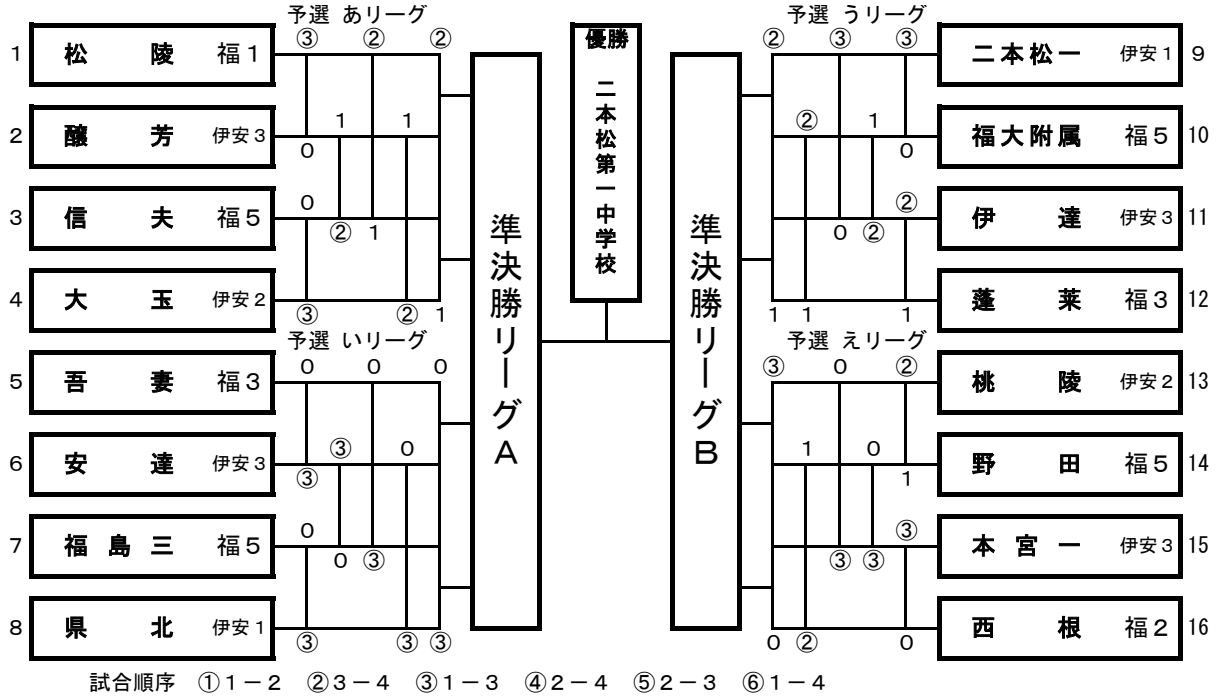 予選 あリーグ
③ ② ②
1 松陵 福1
1 1
2 醸芳 伊安3
0
0
3 信夫 福5
② 1
4 大玉 伊安2
③ ② 1
予選 いリーグ
0 0 0
5 吾妻 福3
③ 0
6 安達 伊安3
③
0
7 福島三 福5
0 ③
8 県北 伊安1
③ ③ ③
準決勝リーグA
優勝 二本松第一中学校
準決勝リーグB
予選 うリーグ
② ③ ③
二本松一 伊安1 9
② 1
福大附属 福5 10
0
②
伊達 伊安3 11
0 ②
蓬莱 福3 12
1 1 1
予選 えリーグ
③ 0 ②
桃陵 伊安2 13
1 0
野田 福5 14
1
③
本宮一 伊安3 15
③ ③
西根 福2 16
0 ② 0
試合順序 ①1-2 ②3-4 ③1-3 ④2-4 ⑤2-3 ⑥1-4